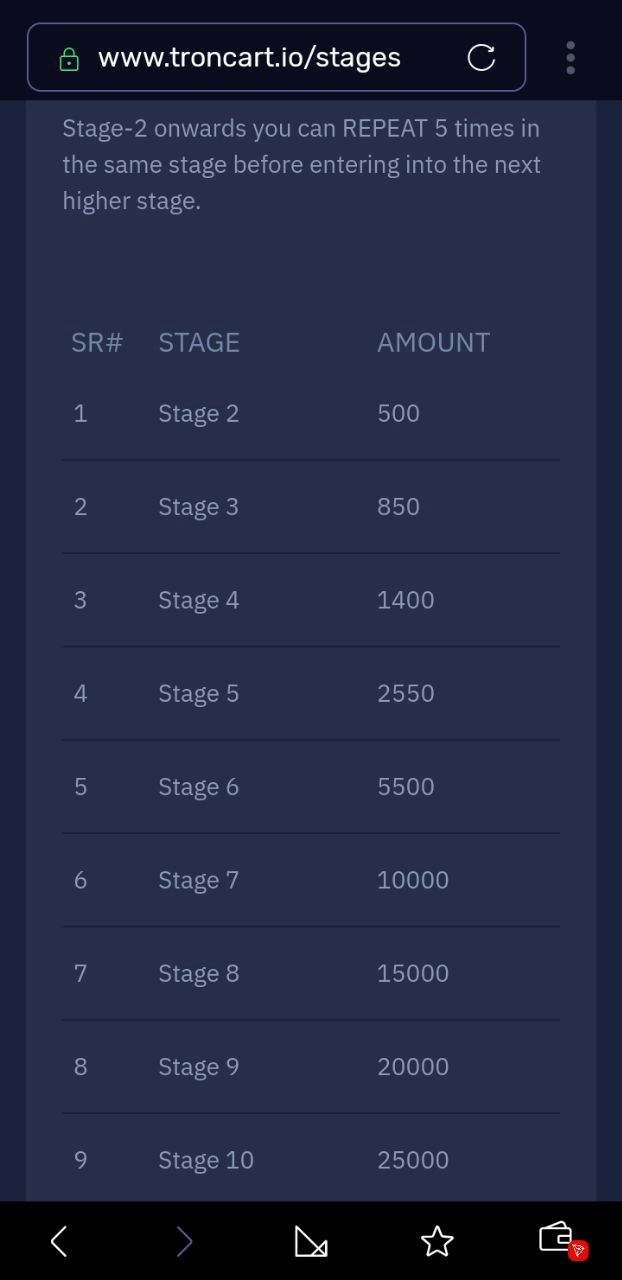 www.troncart.io/stages
Stage-2 onwards you can REPEAT 5 times in
the same stage before entering into the next
higher stage.
SR# STAGE AMOUNT
1 Stage 2 500
2 Stage 3 850
3 Stage 4 1400
4 Stage 5 2550
5 Stage 6 5500
6 Stage 7 10000
7 Stage 8 15000
8 Stage 9 20000
9 Stage 10 25000